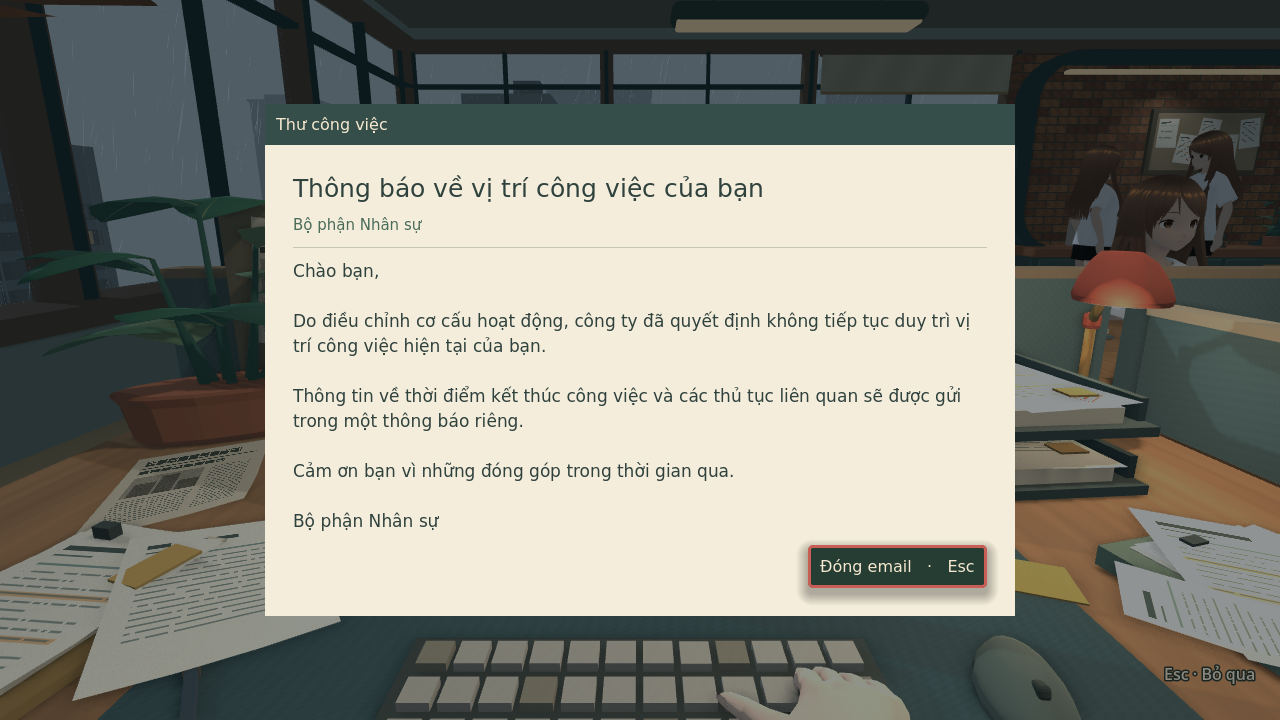 Thư công việc
Thông báo về vị trí công việc của bạn
Bộ phận Nhân sự
Chào bạn,
Do điều chỉnh cơ cấu hoạt động, công ty đã quyết định không tiếp tục duy trì vị
trí công việc hiện tại của bạn.
Thông tin về thời điểm kết thúc công việc và các thủ tục liên quan sẽ được gửi
trong một thông báo riêng.
Cảm ơn bạn vì những đóng góp trong thời gian qua.
Bộ phận Nhân sự
Đóng email · Esc
Esc · Bỏ qua